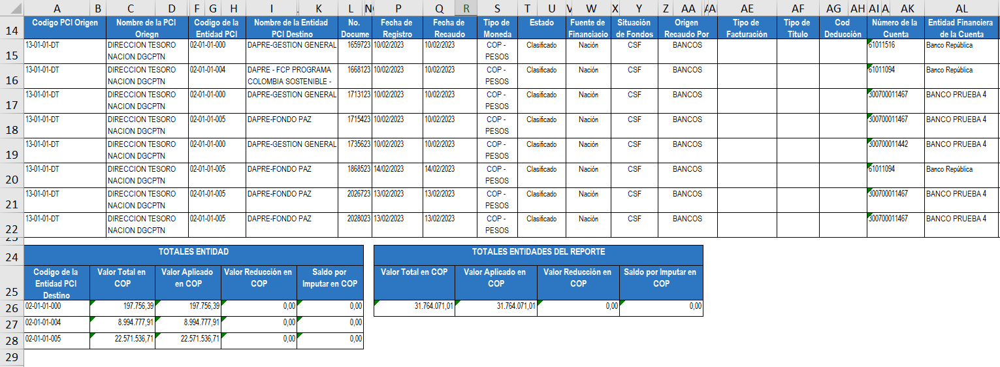 A B C D F G H I J K L N P Q R S T U V W X Y Z AA AE AF AG AH AI AK AL
14 Codigo PCI Origen Nombre de la PCI Codigo de la Nombre de la Entidad No. Fecha de Fecha de Tipo de Estado Fuente de Situación Origen Tipo de Tipo de Cod Número de la Entidad Financiera
Oriegn Entidad PCI PCI Destino Docume Registro Recaudo Moneda Financiacio de Fondos Recaudo Por Facturación Titulo Deducción Cuenta de la Cuenta
15 13-01-01-DT DIRECCION TESORO 02-01-01-000 DAPRE-GESTION GENERAL 1659723 10/02/2023 10/02/2023 COP - Clasificado Nación CSF BANCOS 61011516 Banco República
NACION DGCPTN PESOS
16 13-01-01-DT DIRECCION TESORO 02-01-01-004 DAPRE - FCP PROGRAMA 1668123 10/02/2023 10/02/2023 COP - Clasificado Nación CSF BANCOS 61011094 Banco República
NACION DGCPTN COLOMBIA SOSTENIBLE - PESOS
17 13-01-01-DT DIRECCION TESORO 02-01-01-000 DAPRE-GESTION GENERAL 1713123 10/02/2023 10/02/2023 COP - Clasificado Nación CSF BANCOS 300700011467 BANCO PRUEBA 4
NACION DGCPTN PESOS
18 13-01-01-DT DIRECCION TESORO 02-01-01-005 DAPRE-FONDO PAZ 1715423 10/02/2023 10/02/2023 COP - Clasificado Nación CSF BANCOS 300700011467 BANCO PRUEBA 4
NACION DGCPTN PESOS
19 13-01-01-DT DIRECCION TESORO 02-01-01-000 DAPRE-GESTION GENERAL 1735623 10/02/2023 10/02/2023 COP - Clasificado Nación CSF BANCOS 300700011442 BANCO PRUEBA 4
NACION DGCPTN PESOS
20 13-01-01-DT DIRECCION TESORO 02-01-01-005 DAPRE-FONDO PAZ 1868523 14/02/2023 14/02/2023 COP - Clasificado Nación CSF BANCOS 61011094 Banco República
NACION DGCPTN PESOS
21 13-01-01-DT DIRECCION TESORO 02-01-01-005 DAPRE-FONDO PAZ 2026723 13/02/2023 13/02/2023 COP - Clasificado Nación CSF BANCOS 300700011467 BANCO PRUEBA 4
NACION DGCPTN PESOS
22 13-01-01-DT DIRECCION TESORO 02-01-01-005 DAPRE-FONDO PAZ 2028023 13/02/2023 13/02/2023 COP - Clasificado Nación CSF BANCOS 300700011467 BANCO PRUEBA 4
NACION DGCPTN PESOS
24 TOTALES ENTIDAD TOTALES ENTIDADES DEL REPORTE
25 Codigo de la Valor Total en Valor Aplicado Valor Reducción en Saldo por Valor Total en COP Valor Aplicado en Valor Reducción en Saldo por Imputar en
Entidad PCI COP en COP COP Imputar en COP COP COP COP
Destino
26 02-01-01-000 197.756,39 197.756,39 0,00 0,00 31.764.071,01 31.764.071,01 0,00 0,00
27 02-01-01-004 8.994.777,91 8.994.777,91 0,00 0,00
28 02-01-01-005 22.571.536,71 22.571.536,71 0,00 0,00
29